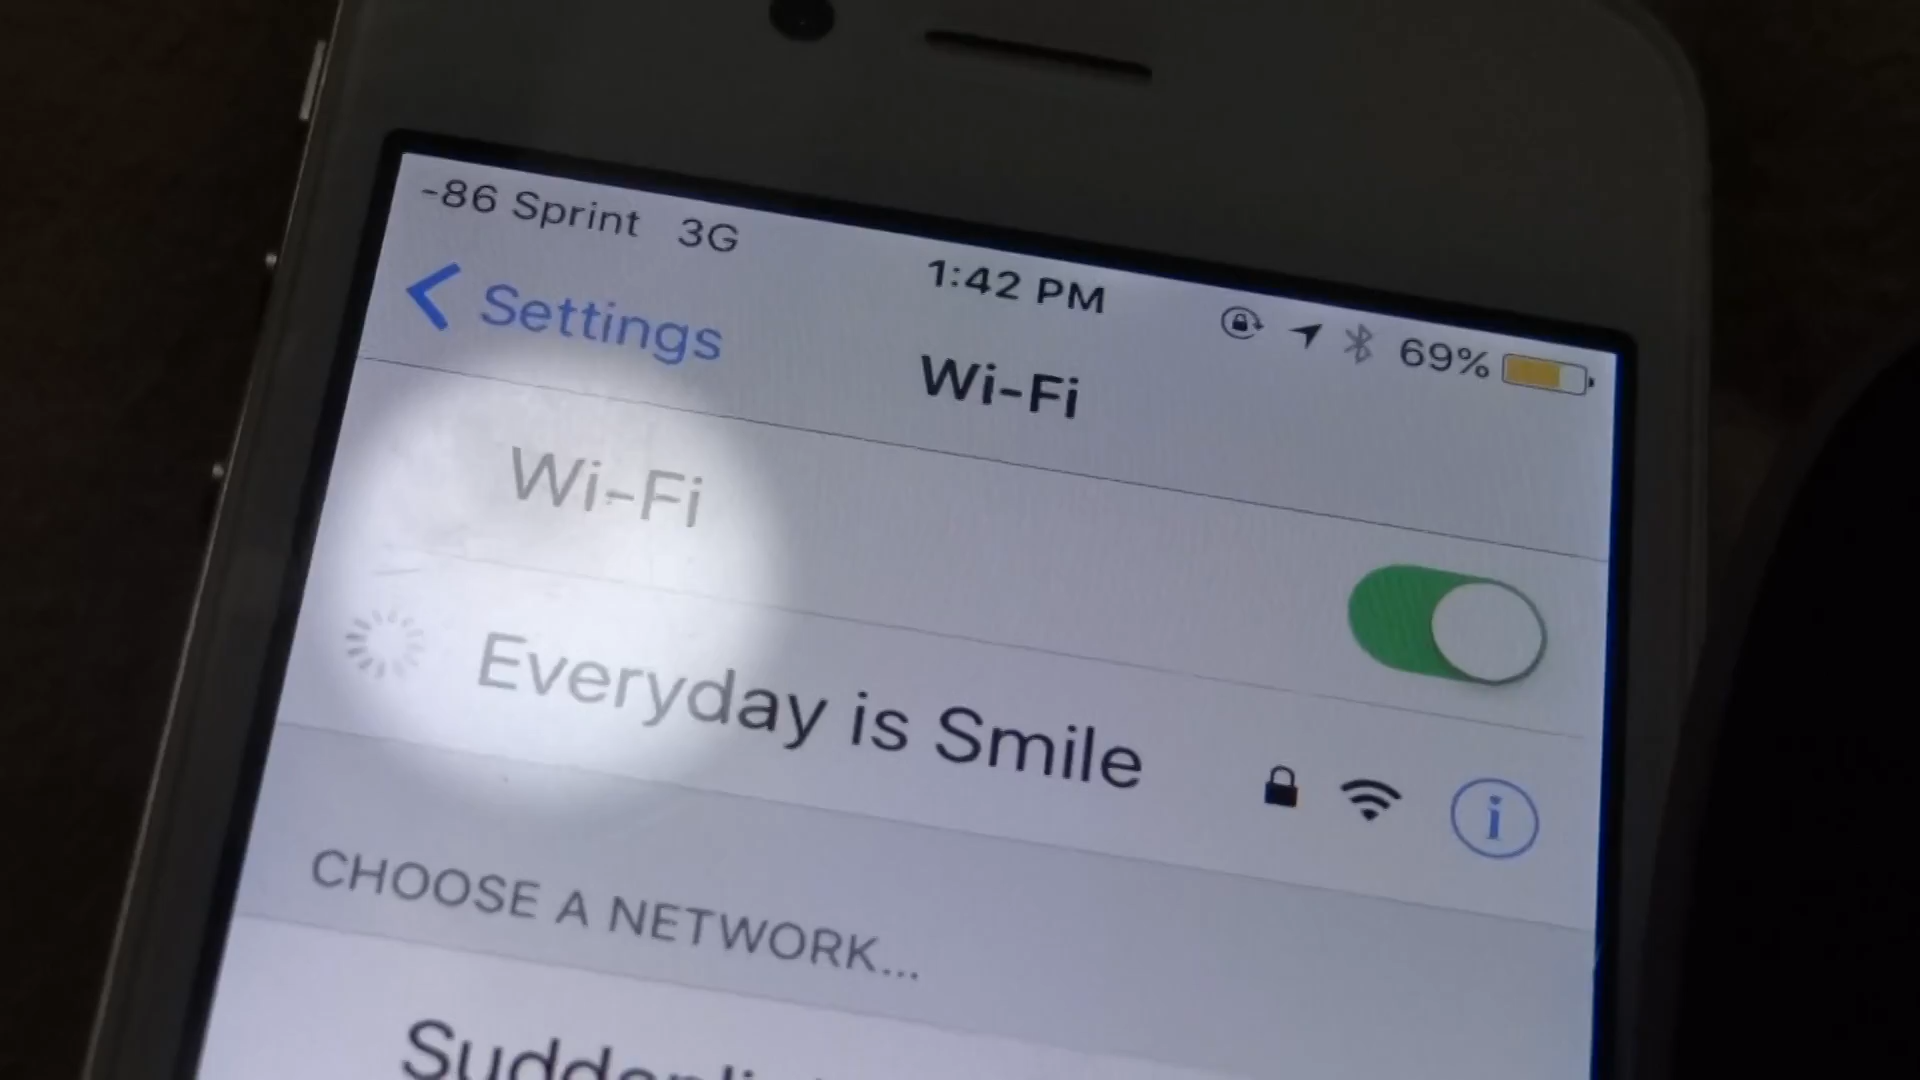 -86 Sprint 3G 1:42 PM 69%
Settings
Wi-Fi
Wi-Fi
Everyday is Smile
CHOOSE A NETWORK...